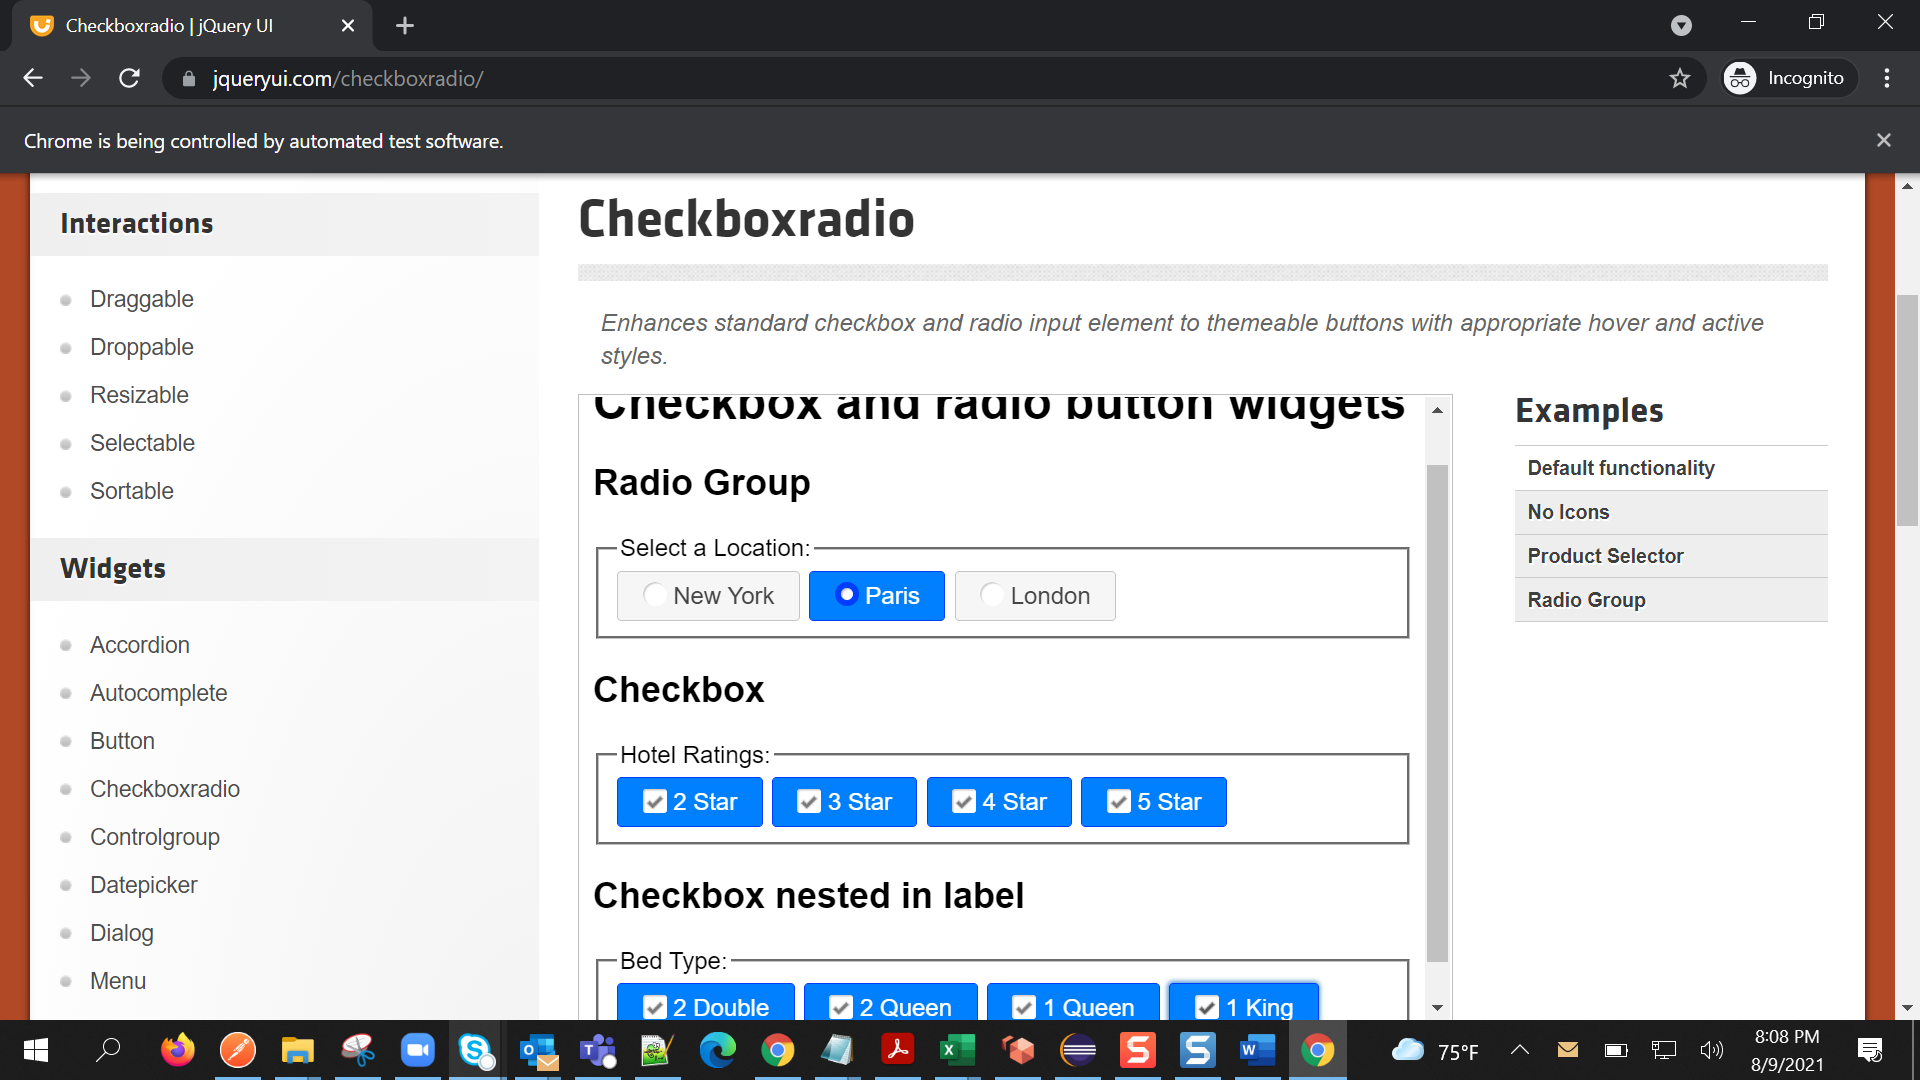 Checkboxradio | jQuery UI
jqueryui.com/checkboxradio/
Incognito
Chrome is being controlled by automated test software.
Interactions
Draggable
Droppable
Resizable
Selectable
Sortable
Widgets
Accordion
Autocomplete
Button
Checkboxradio
Controlgroup
Datepicker
Dialog
Menu
Checkboxradio
Enhances standard checkbox and radio input element to themeable buttons with appropriate hover and active
styles.
Checkbox and radio button widgets
Radio Group
Select a Location:
New York Paris London
Checkbox
Hotel Ratings:
2 Star 3 Star 4 Star 5 Star
Checkbox nested in label
Bed Type:
2 Double 2 Queen 1 Queen 1 King
Examples
Default functionality
No Icons
Product Selector
Radio Group
75°F
8:08 PM
8/9/2021